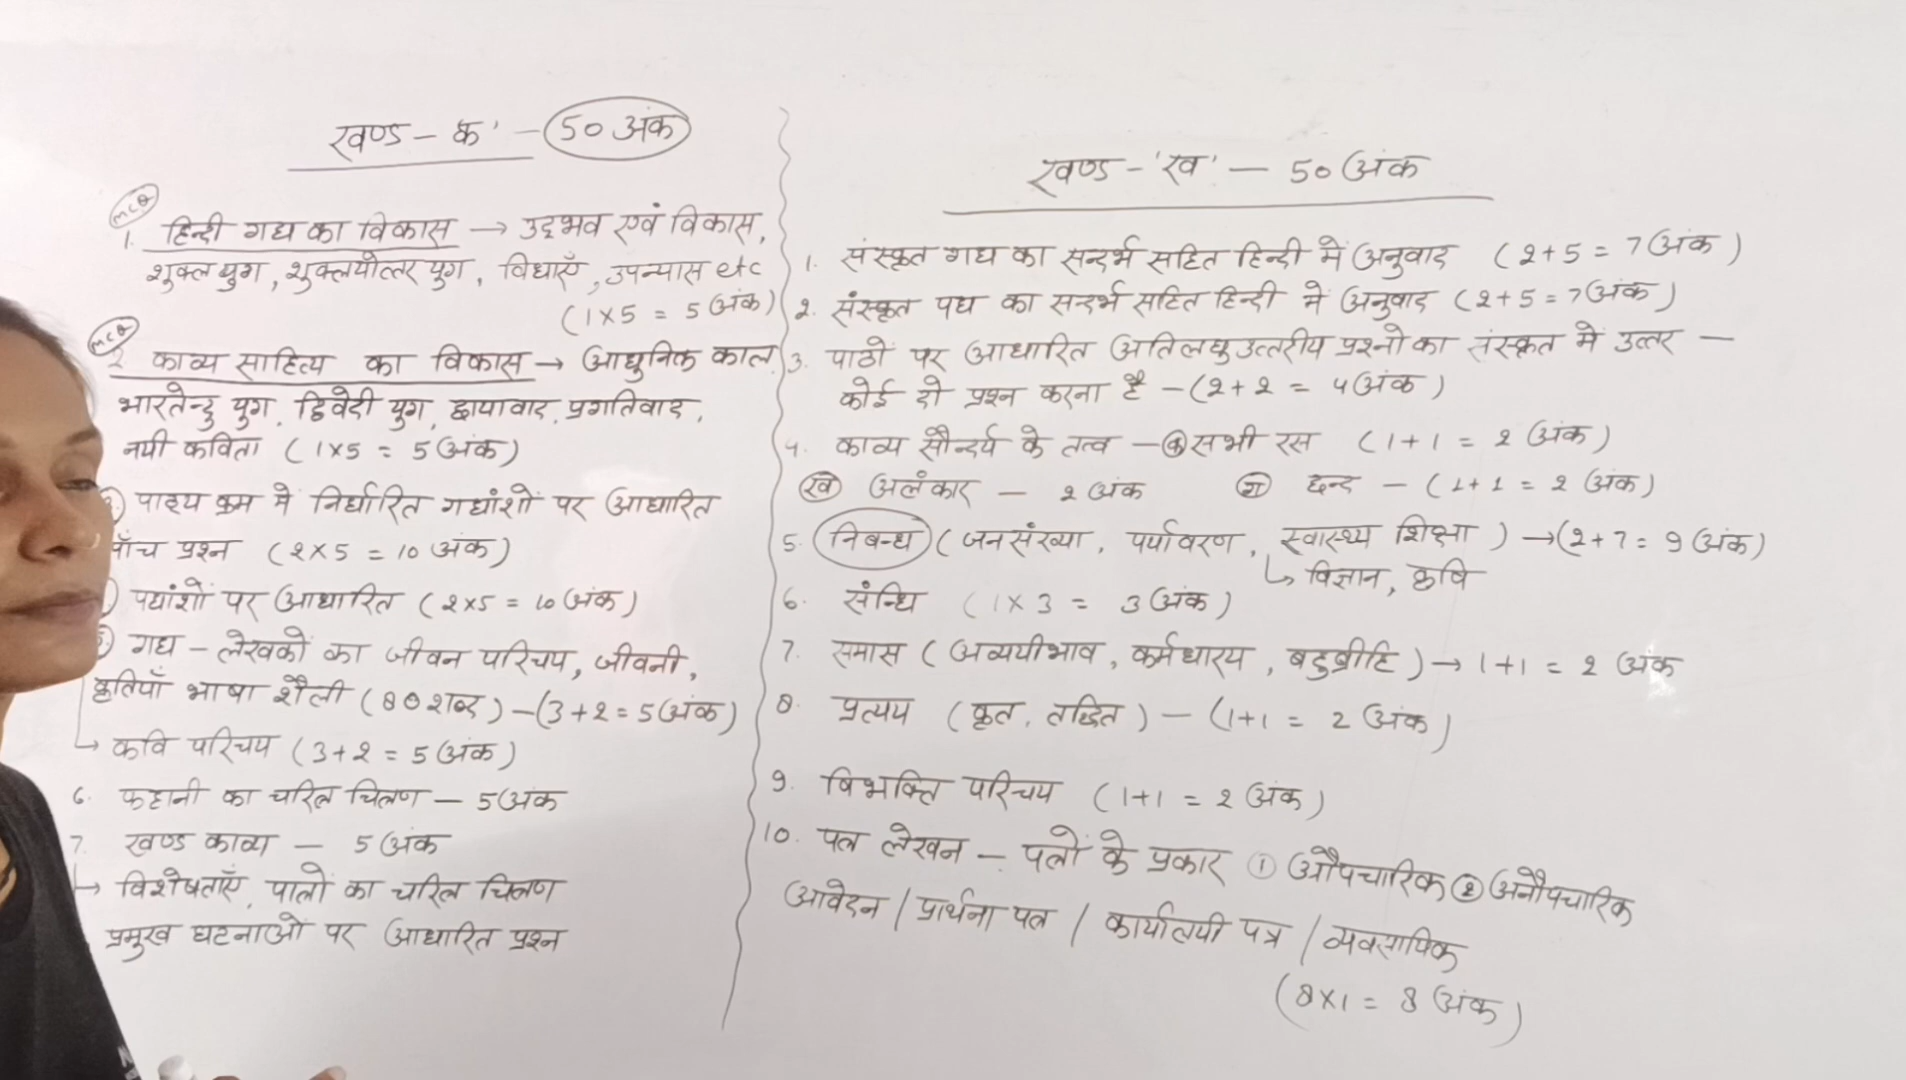 खण्ड - 'क' - 50 अंक
MCQ
1. हिन्दी गद्य का विकास → उद्दभव एवं विकास,
शुक्ल युग, शुक्लयोत्तर युग, विधाएँ, उपन्यास etc
(1×5 = 5 अंक)
MCQ
2 काव्य साहित्य का विकास → आधुनिक काल,
भारतेन्दु युग, द्विवेदी युग, छायावाद, प्रगतिवाद,
नयी कविता (1×5 = 5 अंक)
पाठ्य क्रम में निर्धारित गद्यांशों पर आधारित
पाँच प्रश्न (2×5 = 10 अंक)
पद्यांशों पर आधारित (2×5 = 10 अंक)
5. गद्य - लेखकों का जीवन परिचय, जीवनी,
कृतियाँ भाषा शैली (80 शब्द) - (3+2 = 5 अंक)
↳ कवि परिचय (3+2 = 5 अंक)
6. कहानी का चरित्र चित्रण - 5 अंक
7. खण्ड काव्य - 5 अंक
↳ विशेषताएँ, पात्रों का चरित्र चित्रण
प्रमुख घटनाओं पर आधारित प्रश्न
खण्ड - 'ख' - 50 अंक
1. संस्कृत गद्य का सन्दर्भ सहित हिन्दी में अनुवाद (2+5 = 7 अंक)
2. संस्कृत पद्य का सन्दर्भ सहित हिन्दी में अनुवाद (2+5 = 7 अंक)
3. पाठों पर आधारित अतिलघु उत्तरीय प्रश्नों का संस्कृत में उत्तर -
कोई दो प्रश्न करना है - (2+2 = 4 अंक)
4. काव्य सौन्दर्य के तत्व - (क) सभी रस (1+1 = 2 अंक)
(ख) अलंकार - 2 अंक (ग) छन्द - (1+1 = 2 अंक)
5. निबन्ध (जनसंख्या, पर्यावरण, स्वास्थ्य शिक्षा) → (2+7 = 9 अंक)
↳ विज्ञान, कृषि
6. संन्धि (1×3 = 3 अंक)
7. समास (अव्ययीभाव, कर्मधारय, बहुब्रीहि) → 1+1 = 2 अंक
8. प्रत्यय (कृत, तद्धित) - (1+1 = 2 अंक)
9. विभक्ति परिचय (1+1 = 2 अंक)
10. पत्र लेखन - पत्रों के प्रकार ① औपचारिक ② अनौपचारिक
आवेदन / प्रार्थना पत्र / कार्यालयी पत्र / व्यवसायिक
(8×1 = 8 अंक)